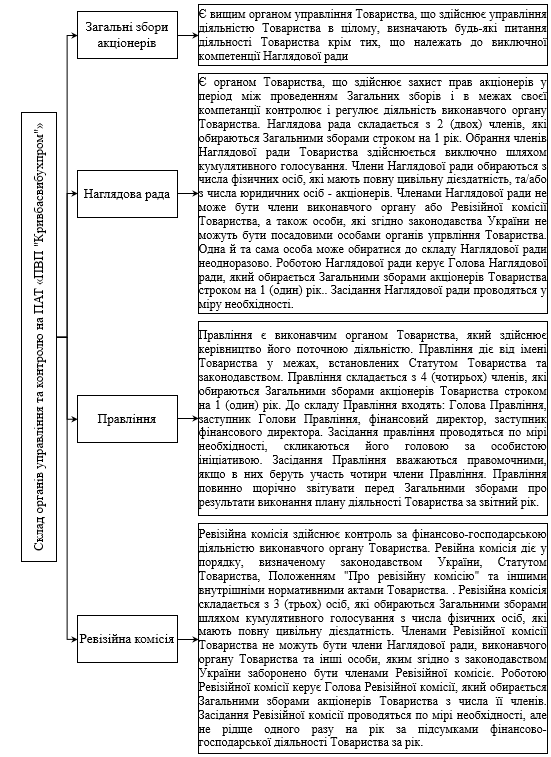 Склад органів управління та контролю на ПАТ «ПВП "Кривбасвибухпром"»
Загальні збори
акціонерів
Є вищим органом управління Товариства, що здійснює управління
діяльністю Товариства в цілому, визначають будь-які питання
діяльності Товариства крім тих, що належать до виключної
компетенції Наглядової ради
Наглядова рада
Є органом Товариства, що здійснює захист прав акціонерів у
період між проведенням Загальних зборів і в межах своєї
компетанції контролює і регулює діяльність виконавчого органу
Товариства. Наглядова рада складається з 2 (двох) членів, які
обираються Загальними зборами строком на 1 рік. Обрання членів
Наглядової ради Товариства здійснюється виключно шляхом
кумулятивного голосування. Члени Наглядової ради обираються з
числа фізичних осіб, які мають повну цивільну дієздатність, та/або
з числа юридичних осіб - акціонерів. Членами Наглядової ради не
може бути члени виконавчого органу або Ревізійної комісії
Товариства, а також особи, які згідно законодавства України не
можуть бути посадовими особами органів упрвління Товариства.
Одна й та сама особа може обиратися до складу Наглядової ради
неодноразово. Роботою Наглядової ради керує Голова Наглядової
ради, який обирається Загальними зборами акціонерів Товариства
строком на 1 (один) рік.. Засідання Наглядової ради проводяться у
міру необхідності.
Правління
Правління є виконавчим органом Товариства, який здійснює
керівництво його поточною діяльністю. Правління діє від імені
Товариства у межах, встановлених Статутом Товариства та
законодавством. Правління складається з 4 (чотирьох) членів, які
обираються Загальними зборами акціонерів Товариства строком
на 1 (один) рік. До складу Правління входять: Голова Правління,
заступник Голови Правління, фінансовий директор, заступник
фінансового директора. Засідання правління проводяться по мірі
необхідності, скликаються його головою за особистою
ініціативою. Засідання Правління вважаються правомочними,
якщо в них беруть участь чотири члени Правління. Правління
повинно щорічно звітувати перед Загальними зборами про
результати виконання плану діяльності Товариства за звітний рік.
Ревізійна комісія
Ревізійна комісія здійснює контроль за фінансово-господарською
діяльністю виконавчого органу Товариства. Ревійна комісія діє у
порядку, визначеному законодавством України, Статутом
Товариства, Положенням "Про ревізійну комісію" та іншими
внутрішніми нормативними актами Товариства. . Ревізійна комісія
складається з 3 (трьох) осіб, які обираються Загальними зборами
шляхом кумулятивного голосування з числа фізичних осіб, які
мають повну цивільну дієздатність. Членами Ревізійної комісії
Товариства не можуть бути члени Наглядової ради, виконавчого
органу Товариства та інші особи, яким згідно з законодавством
України заборонено бути членами Ревізійної комісіє. Роботою
Ревізійної комісії керує Голова Ревізійної комісії, який обирається
Загальними зборами акціонерів Товариства з числа її членів.
Засідання Ревізійної комісії проводяться по мірі необхідності, але
не рідше одного разу на рік за підсумками фінансово-
господарської діяльності Товариства за рік.